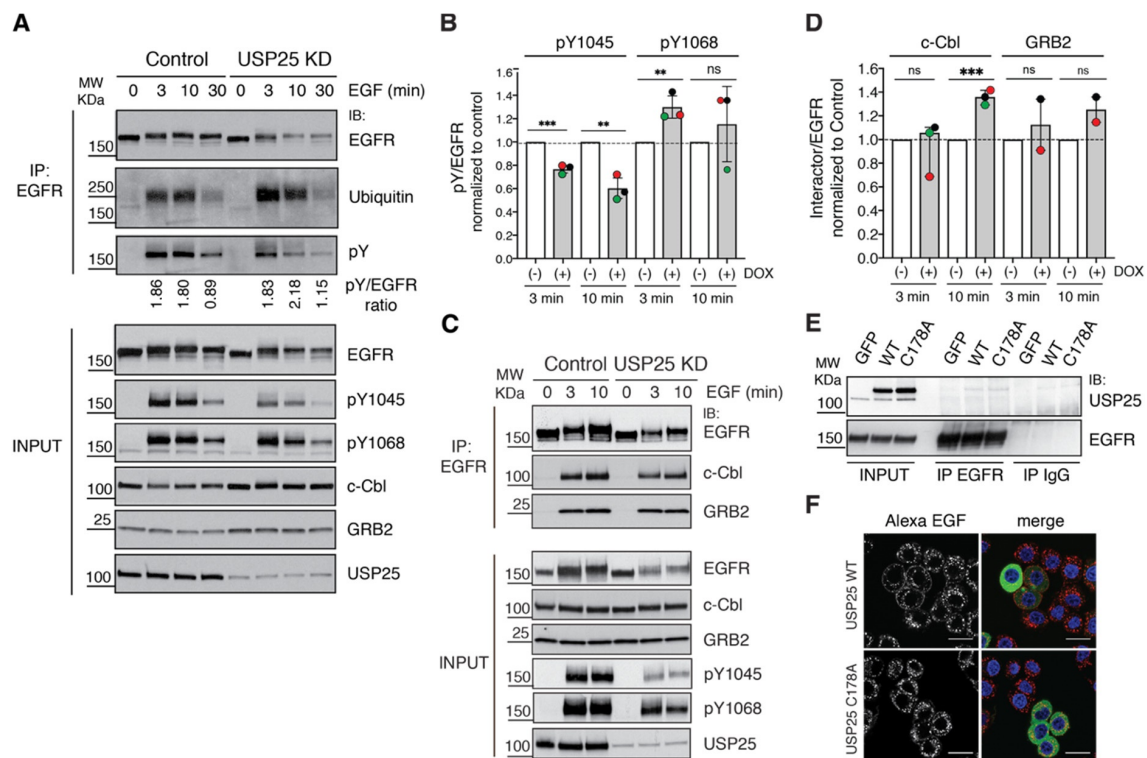 A
Control USP25 KD
MW KDa 0 3 10 30 0 3 10 30 EGF (min)
IB:
IP: EGFR
150 EGFR
250
150 Ubiquitin
150 pY
1.86 1.80 0.89 1.83 2.18 1.15 pY/EGFR ratio
INPUT
150 EGFR
150 pY1045
150 pY1068
100 c-Cbl
25 GRB2
100 USP25
B
pY1045 pY1068
*** ** ** ns
pY/EGFR
normalized to control
1.6
1.4
1.2
1.0
0.8
0.6
0.4
0.2
0.0
(-) (+) (-) (+) (-) (+) (-) (+) DOX
3 min 10 min 3 min 10 min
C
Control USP25 KD
MW KDa 0 3 10 0 3 10 EGF (min)
IB:
IP: EGFR
150 EGFR
100 c-Cbl
25 GRB2
INPUT
150 EGFR
100 c-Cbl
25 GRB2
150 pY1045
150 pY1068
100 USP25
D
c-Cbl GRB2
ns *** ns ns
Interactor/EGFR
normalized to Control
1.6
1.4
1.2
1.0
0.8
0.6
0.4
0.2
0.0
(-) (+) (-) (+) (-) (+) (-) (+) DOX
3 min 10 min 3 min 10 min
E
GFP WT C178A GFP WT C178A GFP WT C178A
MW KDa
IB:
100 USP25
150 EGFR
INPUT IP EGFR IP IgG
F
Alexa EGF merge
USP25 WT
USP25 C178A